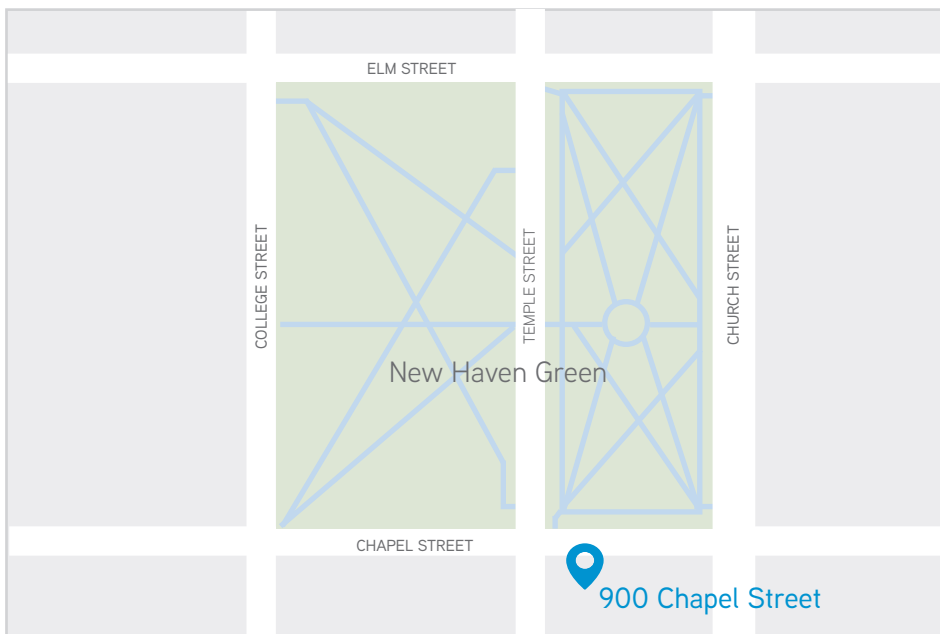 ELM STREET
COLLEGE STREET
TEMPLE STREET
CHURCH STREET
New Haven Green
CHAPEL STREET
900 Chapel Street